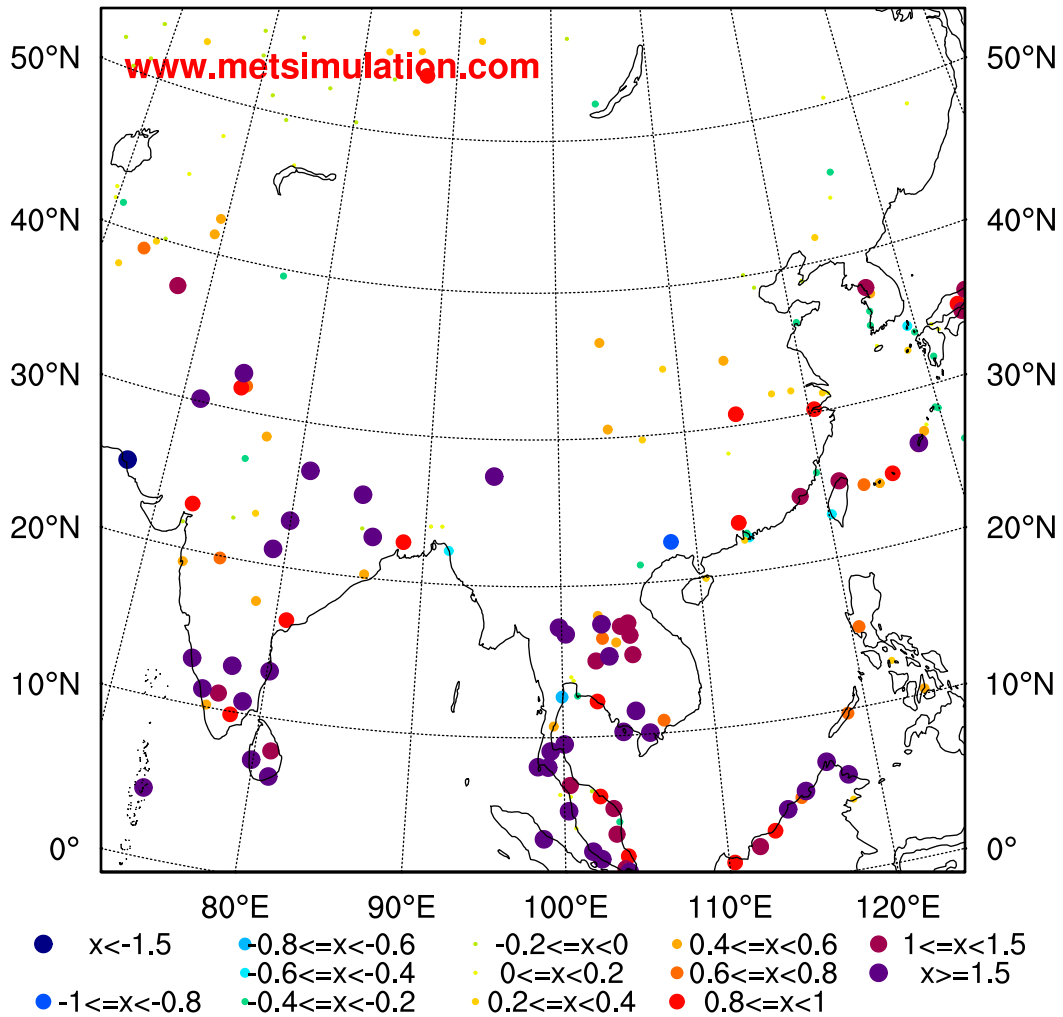 50°N 50°N
www.metsimulation.com
40°N 40°N
30°N 30°N
20°N 20°N
10°N 10°N
0° 0°
80°E 90°E 100°E 110°E 120°E
x<-1.5 -0.8<=x<-0.6 -0.2<=x<0 0.4<=x<0.6 1<=x<1.5
-0.6<=x<-0.4 0<=x<0.2 0.6<=x<0.8 x>=1.5
-1<=x<-0.8 -0.4<=x<-0.2 0.2<=x<0.4 0.8<=x<1